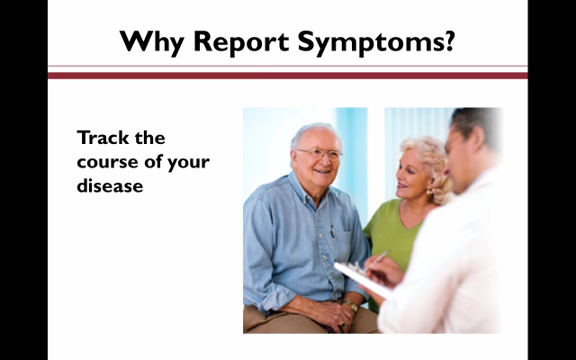 Why Report Symptoms?
Track the
course of your
disease